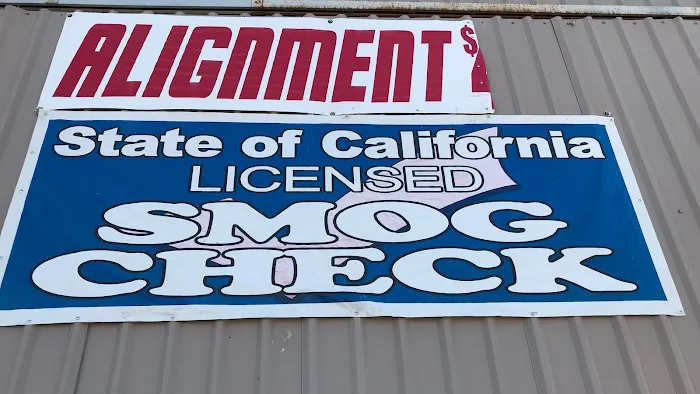 ALIGNMENT $
State of California
LICENSED
SMOG
CHECK